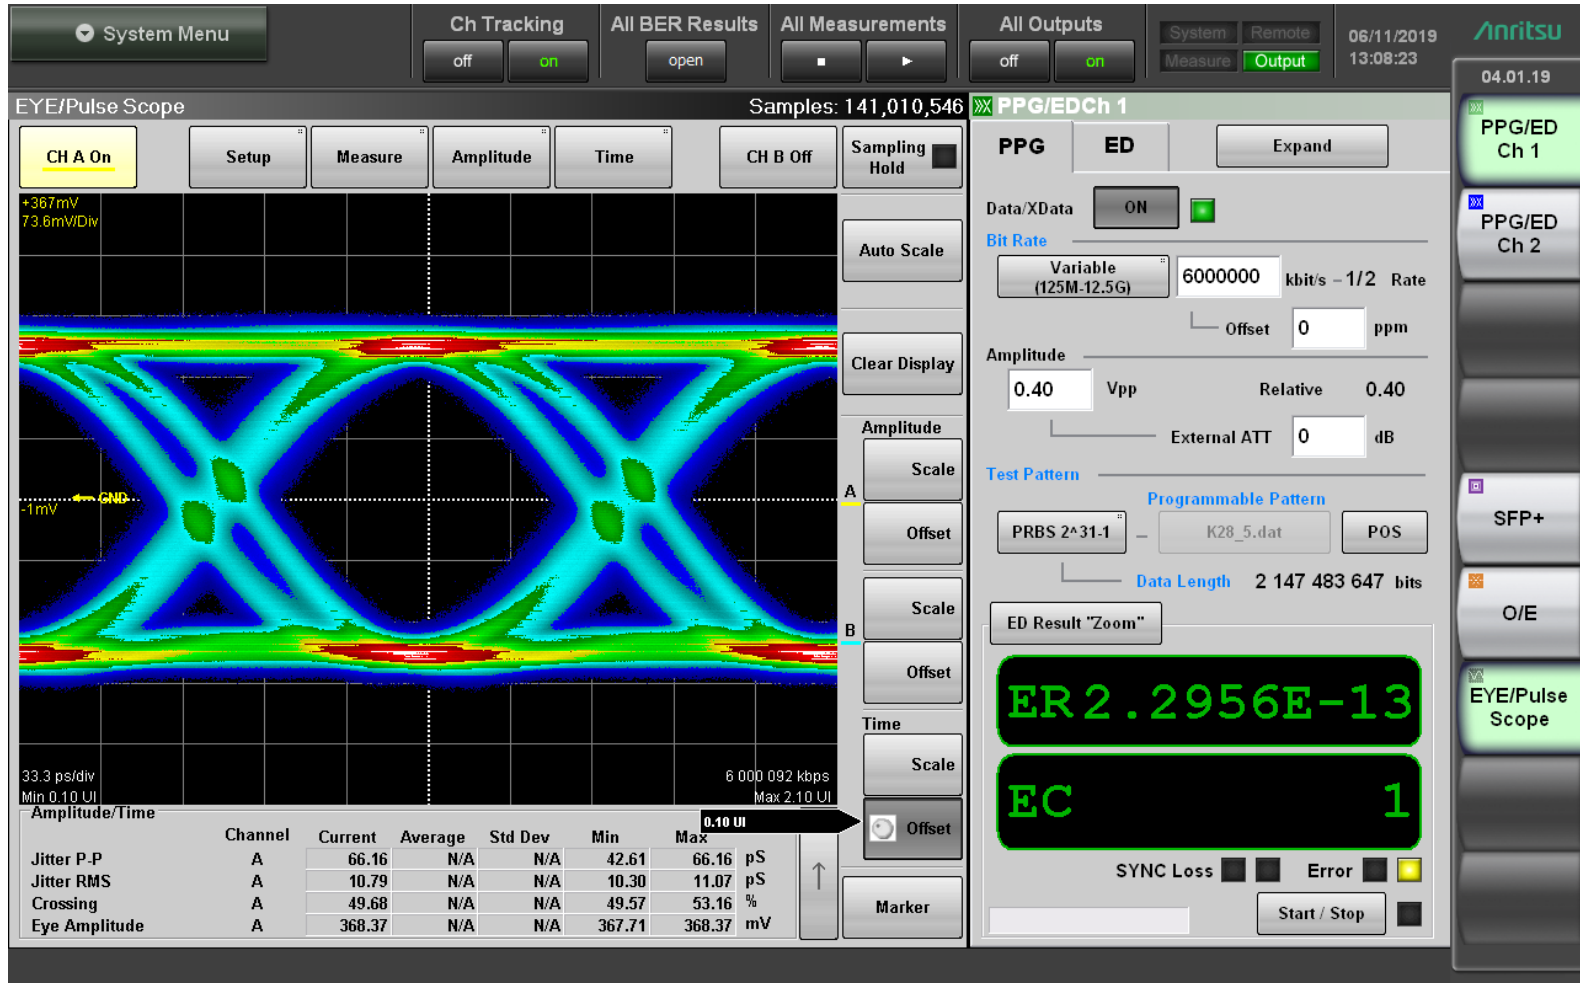 System Menu
Ch Tracking
off on
All BER Results
open
All Measurements
All Outputs
off on
System Remote
Measure Output
06/11/2019
13:08:23
Anritsu
04.01.19
EYE/Pulse Scope
Samples: 141,010,546
CH A On
Setup
Measure
Amplitude
Time
CH B Off
Sampling
Hold
+367mV
73.6mV/Div
GND
-1mV
33.3 ps/div
Min 0.10 UI
6 000 092 kbps
Max 2.10 UI
Auto Scale
Clear Display
Amplitude
A
Scale
Offset
B
Scale
Offset
Time
Scale
0.10 UI
Offset
Marker
Amplitude/Time
Channel Current Average Std Dev Min Max
Jitter P-P A 66.16 N/A N/A 42.61 66.16 pS
Jitter RMS A 10.79 N/A N/A 10.30 11.07 pS
Crossing A 49.68 N/A N/A 49.57 53.16 %
Eye Amplitude A 368.37 N/A N/A 367.71 368.37 mV
PPG/EDCh 1
PPG ED Expand
Data/XData ON
Bit Rate
Variable
(125M-12.5G)
6000000 kbit/s – 1/2 Rate
Offset 0 ppm
Amplitude
0.40 Vpp Relative 0.40
External ATT 0 dB
Test Pattern
Programmable Pattern
PRBS 2^31-1 – K28_5.dat POS
Data Length 2 147 483 647 bits
ED Result "Zoom"
ER 2.2956E-13
EC 1
SYNC Loss Error
Start / Stop
PPG/ED
Ch 1
PPG/ED
Ch 2
SFP+
O/E
EYE/Pulse
Scope